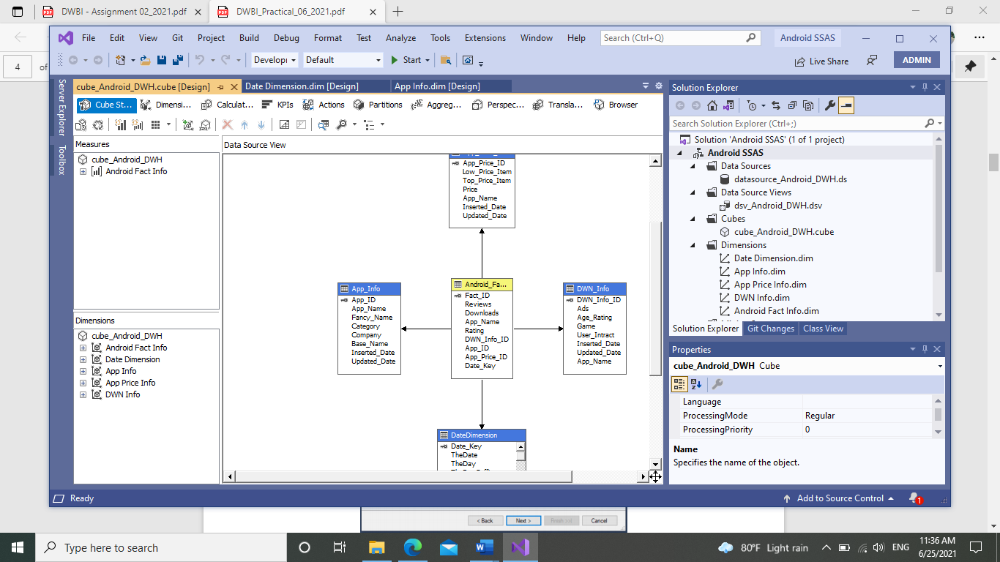 DWBI - Assignment 02_2021.pdf
DWBI_Practical_06_2021.pdf
4 of
File Edit View Git Project Build Debug Format Test Analyze Tools Extensions Window Help Search (Ctrl+Q) Android SSAS
Develop Default Start Live Share ADMIN
Server Explorer
Toolbox
cube_Android_DWH.cube [Design] Date Dimension.dim [Design] App Info.dim [Design]
Cube St... Dimensi... Calculat... KPIs Actions Partitions Aggreg... Perspec... Transla... Browser
Measures
cube_Android_DWH
Android Fact Info
Dimensions
cube_Android_DWH
Android Fact Info
Date Dimension
App Info
App Price Info
DWN Info
Data Source View
App_Price_ID
Low_Price_Item
Top_Price_Item
Price
App_Name
Inserted_Date
Updated_Date
App_Info
App_ID
App_Name
Fancy_Name
Category
Company
Base_Name
Inserted_Date
Updated_Date
Android_Fa...
Fact_ID
Reviews
Downloads
App_Name
Rating
DWN_Info_ID
App_ID
App_Price_ID
Date_Key
DWN_Info
DWN_Info_ID
Ads
Age_Rating
Game
User_Intract
Inserted_Date
Updated_Date
App_Name
DateDimension
Date_Key
TheDate
TheDay
Solution Explorer
Search Solution Explorer (Ctrl+;)
Solution 'Android SSAS' (1 of 1 project)
Android SSAS
Data Sources
datasource_Android_DWH.ds
Data Source Views
dsv_Android_DWH.dsv
Cubes
cube_Android_DWH.cube
Dimensions
Date Dimension.dim
App Info.dim
App Price Info.dim
DWN Info.dim
Android Fact Info.dim
Solution Explorer Git Changes Class View
Properties
cube_Android_DWH Cube
Language
ProcessingMode Regular
ProcessingPriority 0
Name
Specifies the name of the object.
Ready Add to Source Control 1
< Back Next > Cancel
Type here to search
80°F Light rain ENG 11:36 AM
6/25/2021